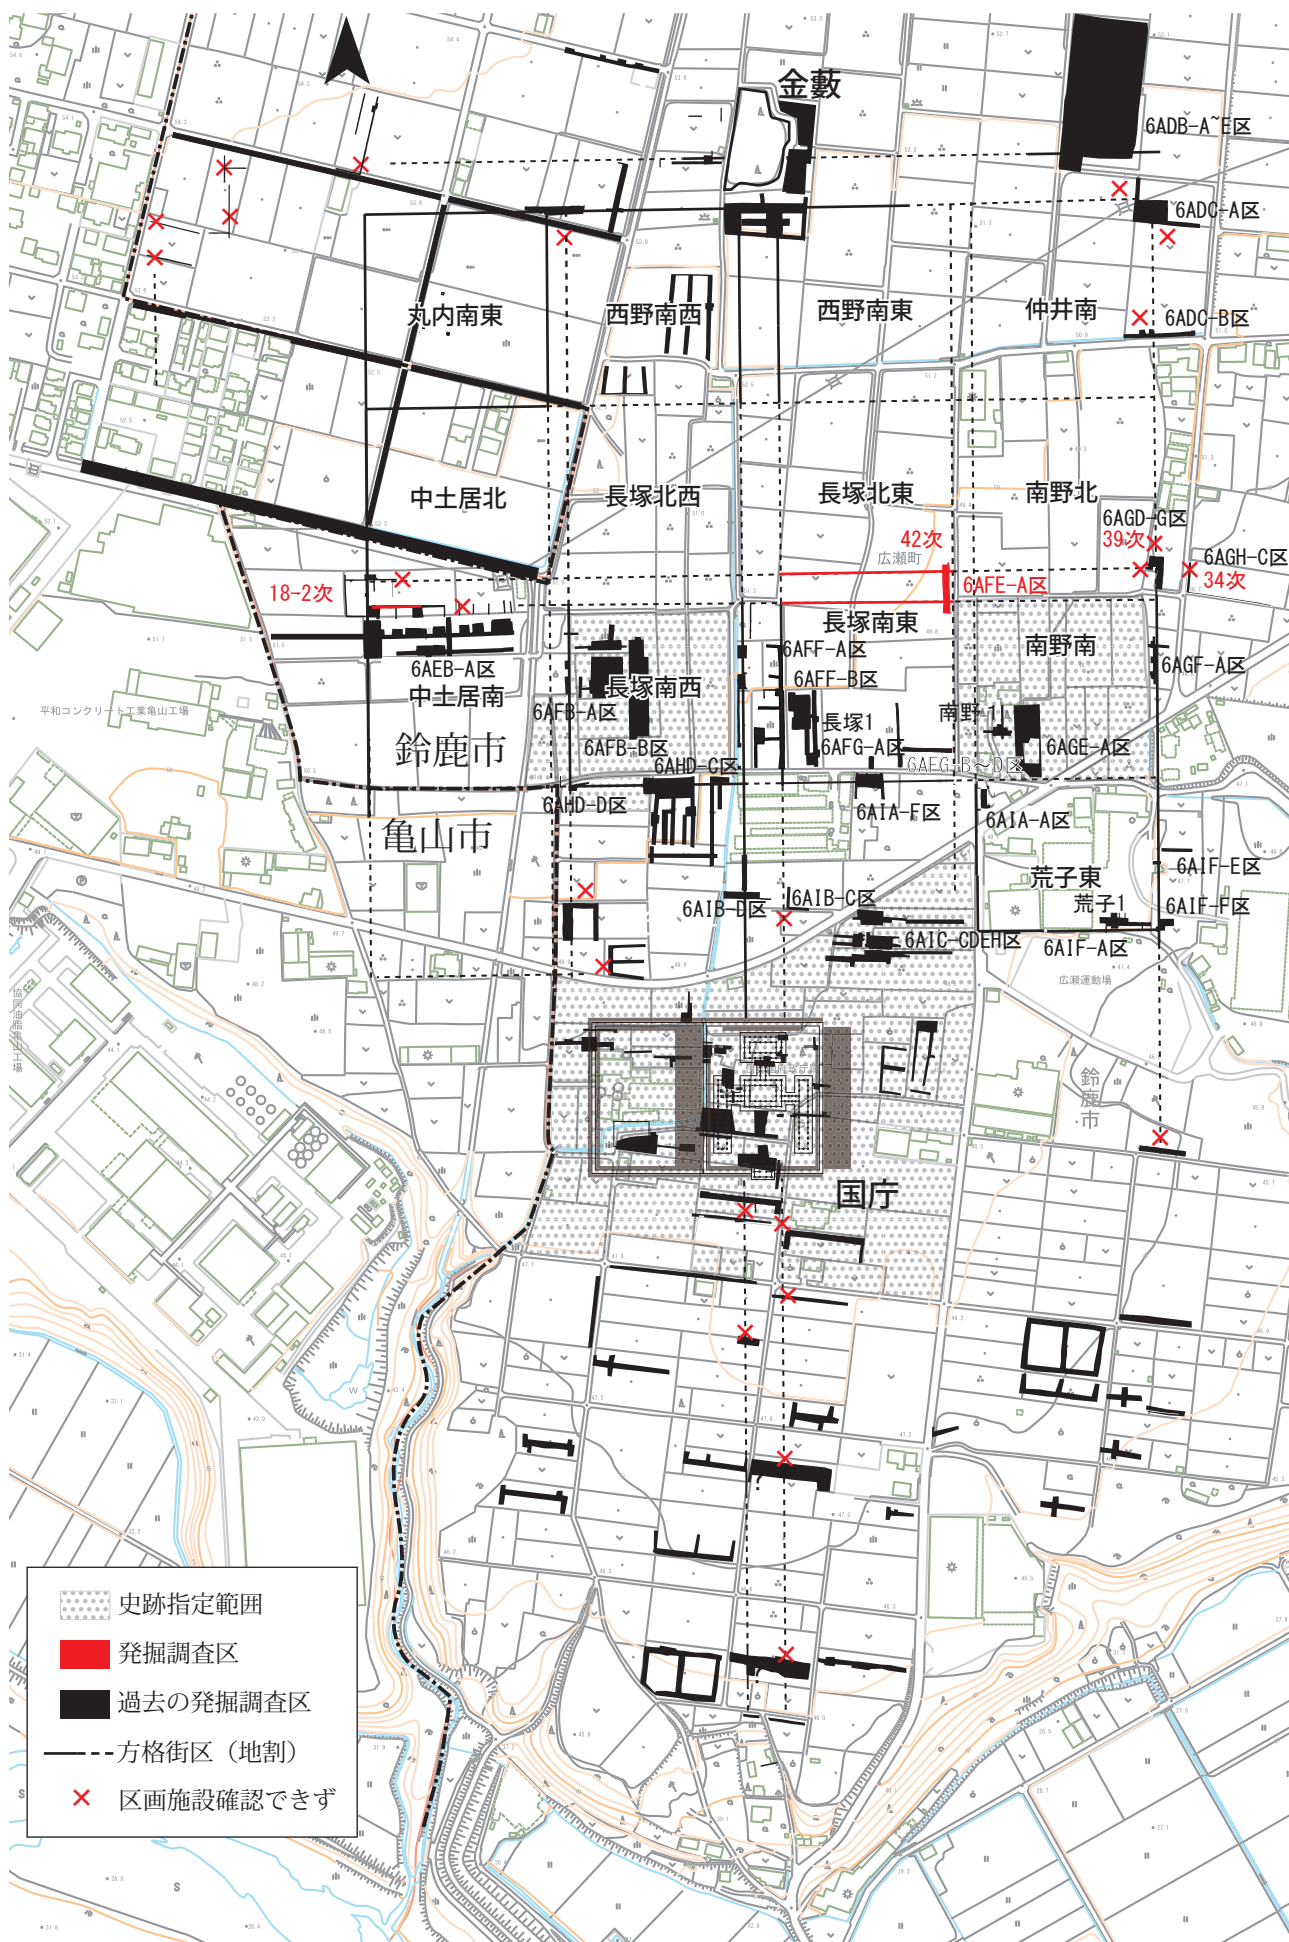 金藪
6ADB-A~E区
6ADC-A区
丸内南東
西野南西
西野南東
仲井南
6ADC-B区
中土居北
長塚北西
長塚北東
南野北
6AGD-G区
42次
39次
広瀬町
6AGH-C区
34次
18-2次
6AFE-A区
長塚南東
6AFF-A区
南野南
6AGF-A区
6AEB-A区
6AFF-B区
長塚南西
中土居南
6AFB-A区
長塚1
南野1
平和コンクリート工業亀山工場
鈴鹿市
6AFB-B区
6AFG-A区
6AGE-A区
6AHD-C区
6AFG-B~D区
6AHD-D区
6AIA-F区
6AIA-A区
亀山市
6AIF-E区
荒子東
6AIB-D区
6AIB-C区
荒子1
6AIF-F区
6AIC-CDEH区
6AIF-A区
広瀬運動場
協同油脂亀山工場
鈴鹿市
国庁
史跡指定範囲
発掘調査区
過去の発掘調査区
方格街区（地割）
区画施設確認できず